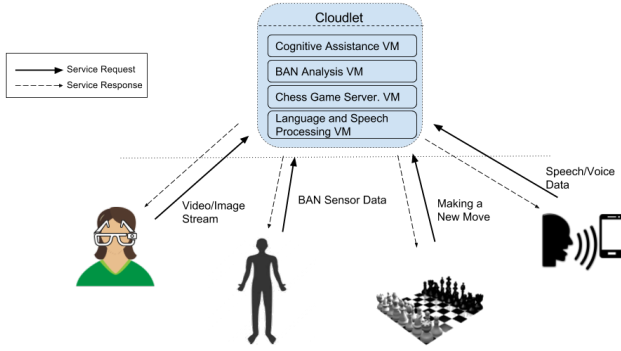 Cloudlet
Cognitive Assistance VM
BAN Analysis VM
Chess Game Server. VM
Language and Speech
Processing VM
Service Request
Service Response
Video/Image
Stream
BAN Sensor Data
Making a
New Move
Speech/Voice
Data